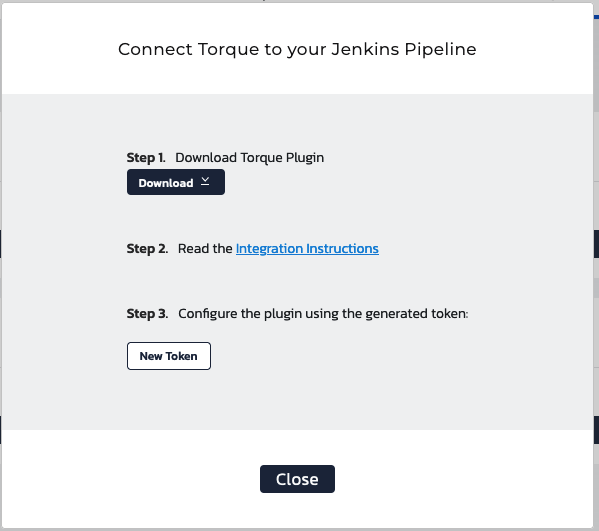 Connect Torque to your Jenkins Pipeline
Step 1. Download Torque Plugin
Download
Step 2. Read the Integration Instructions
Step 3. Configure the plugin using the generated token:
New Token
Close